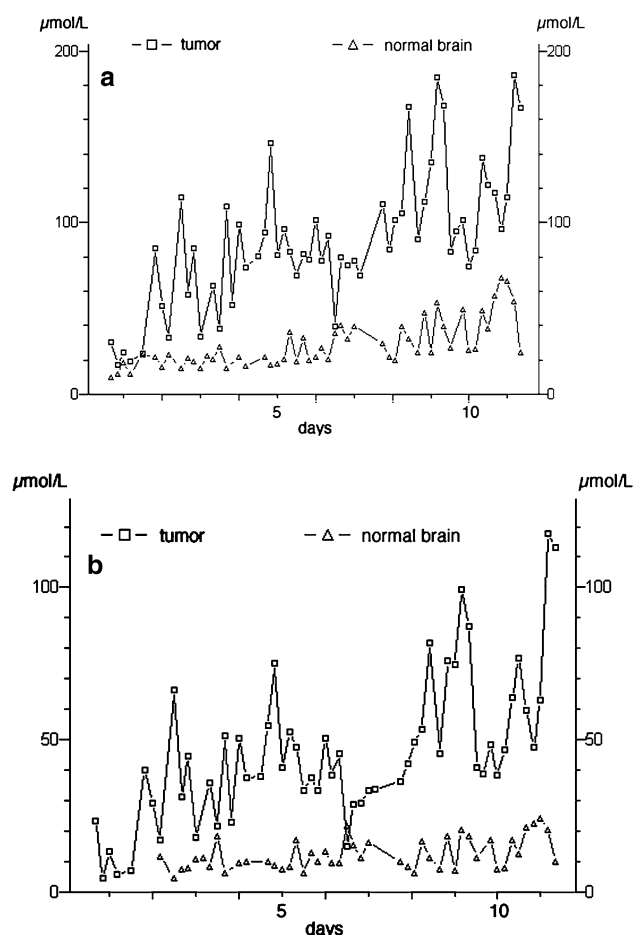 µmol/L µmol/L
200 200
tumor normal brain
a
100 100
0 0
5 10
days
µmol/L µmol/L
tumor normal brain
b
100 100
50 50
0 0
5 10
days